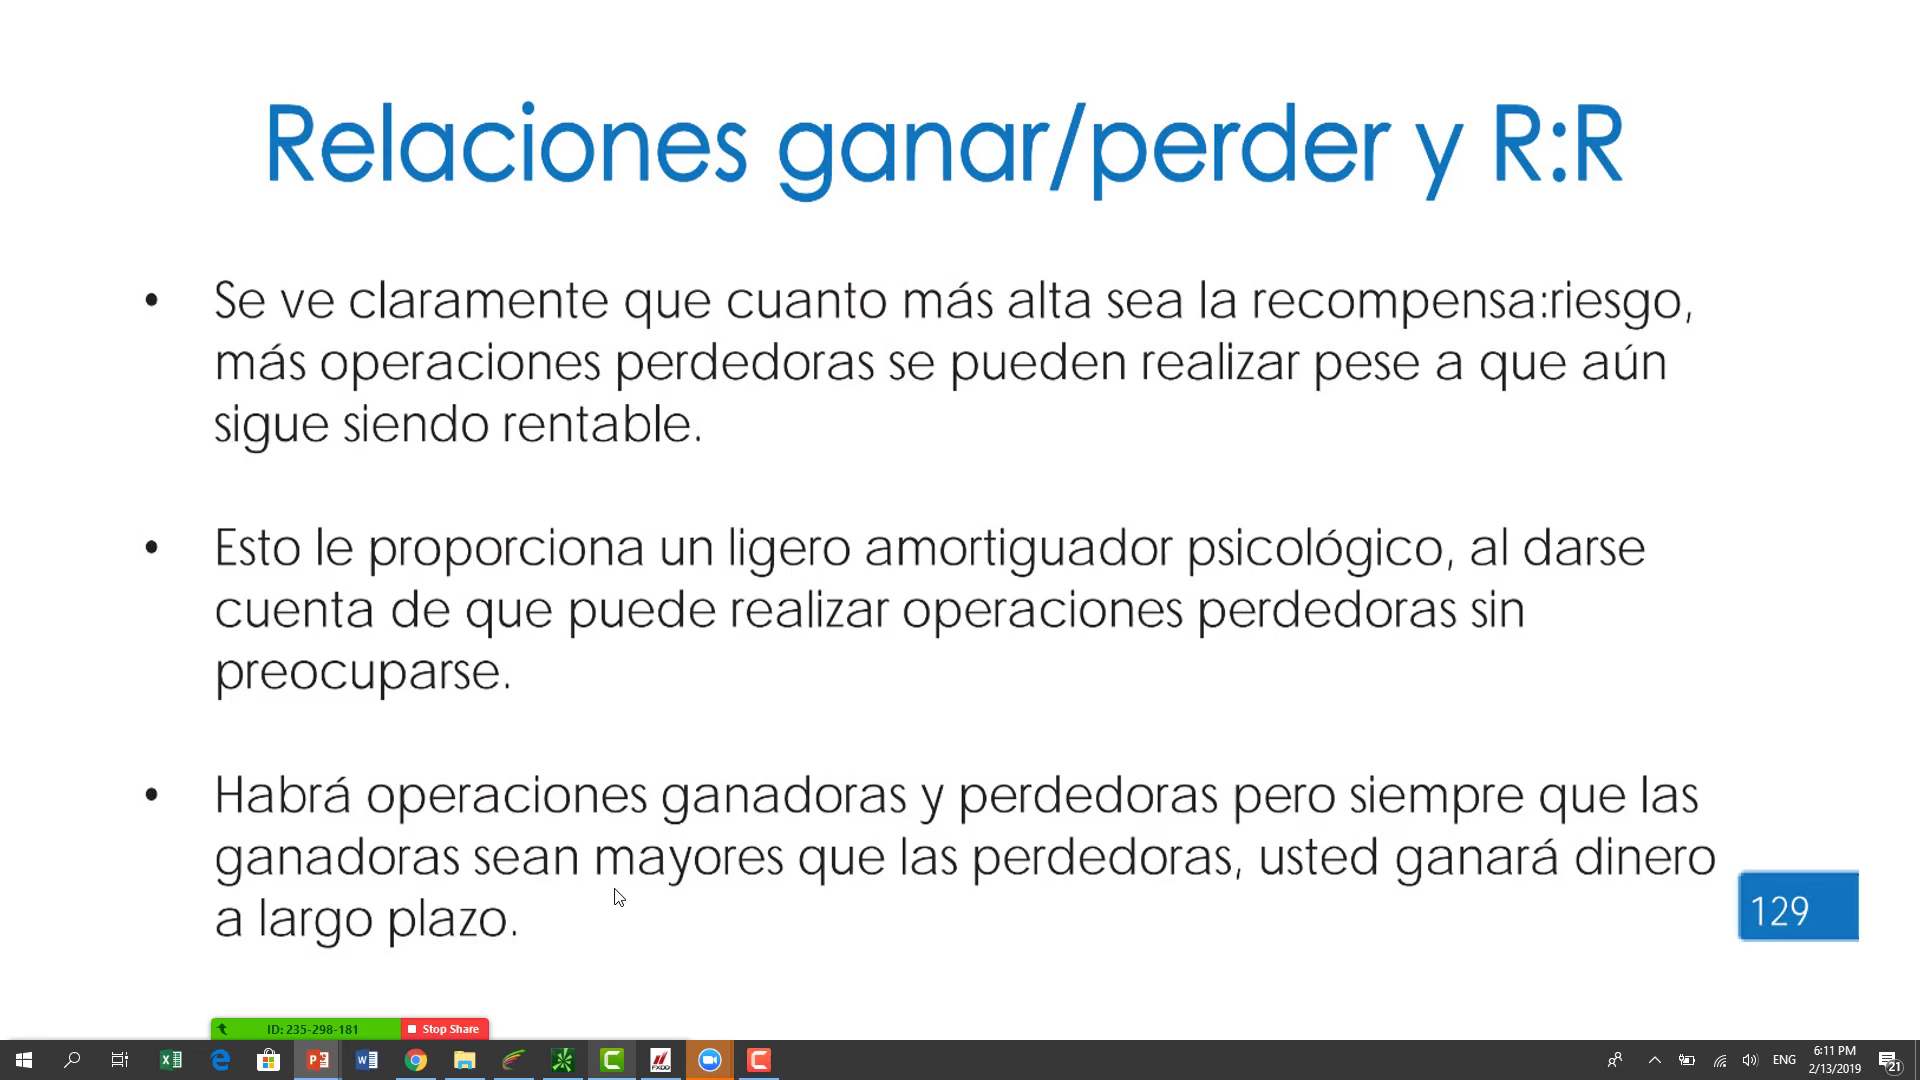 Relaciones ganar/perder y R:R
• Se ve claramente que cuanto más alta sea la recompensa:riesgo,
más operaciones perdedoras se pueden realizar pese a que aún
sigue siendo rentable.
• Esto le proporciona un ligero amortiguador psicológico, al darse
cuenta de que puede realizar operaciones perdedoras sin
preocuparse.
• Habrá operaciones ganadoras y perdedoras pero siempre que las
ganadoras sean mayores que las perdedoras, usted ganará dinero
a largo plazo.
129
ID: 235-298-181
Stop Share
FXDD
ENG
6:11 PM
2/13/2019
21